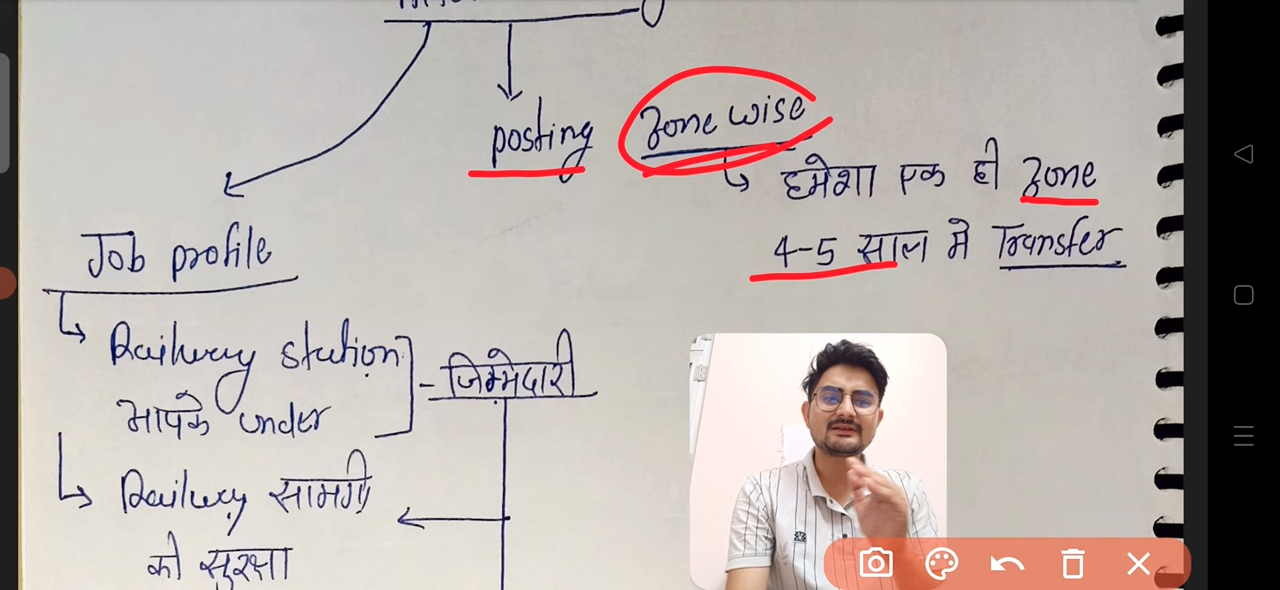 posting Zone wise
हमेशा एक ही Zone
4-5 साल मे Transfer
Job profile
Railway station
आपके under
- जिम्मेदारी
Railway सामग्री
को सुरक्षा